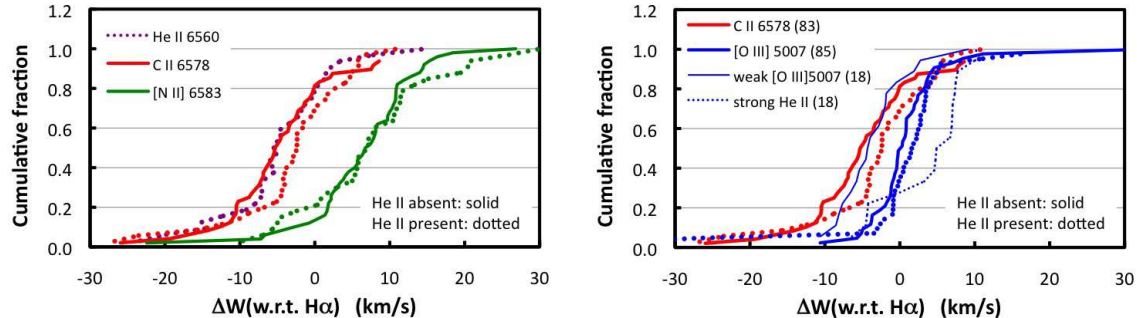 1.0
0.8
0.6
0.4
0.2
0.0
Cumulative fraction
He II 6560
C II 6578
[N II] 6583
He II absent: solid
He II present: dotted
-30 -20 -10 0 10 20 30
ΔW(w.r.t. Hα) (km/s)
1.0
0.8
0.6
0.4
0.2
0.0
Cumulative fraction
C II 6578 (83)
[O III] 5007 (85)
weak [O III]5007 (18)
strong He II (18)
He II absent: solid
He II present: dotted
-30 -20 -10 0 10 20 30
ΔW(w.r.t. Hα) (km/s)